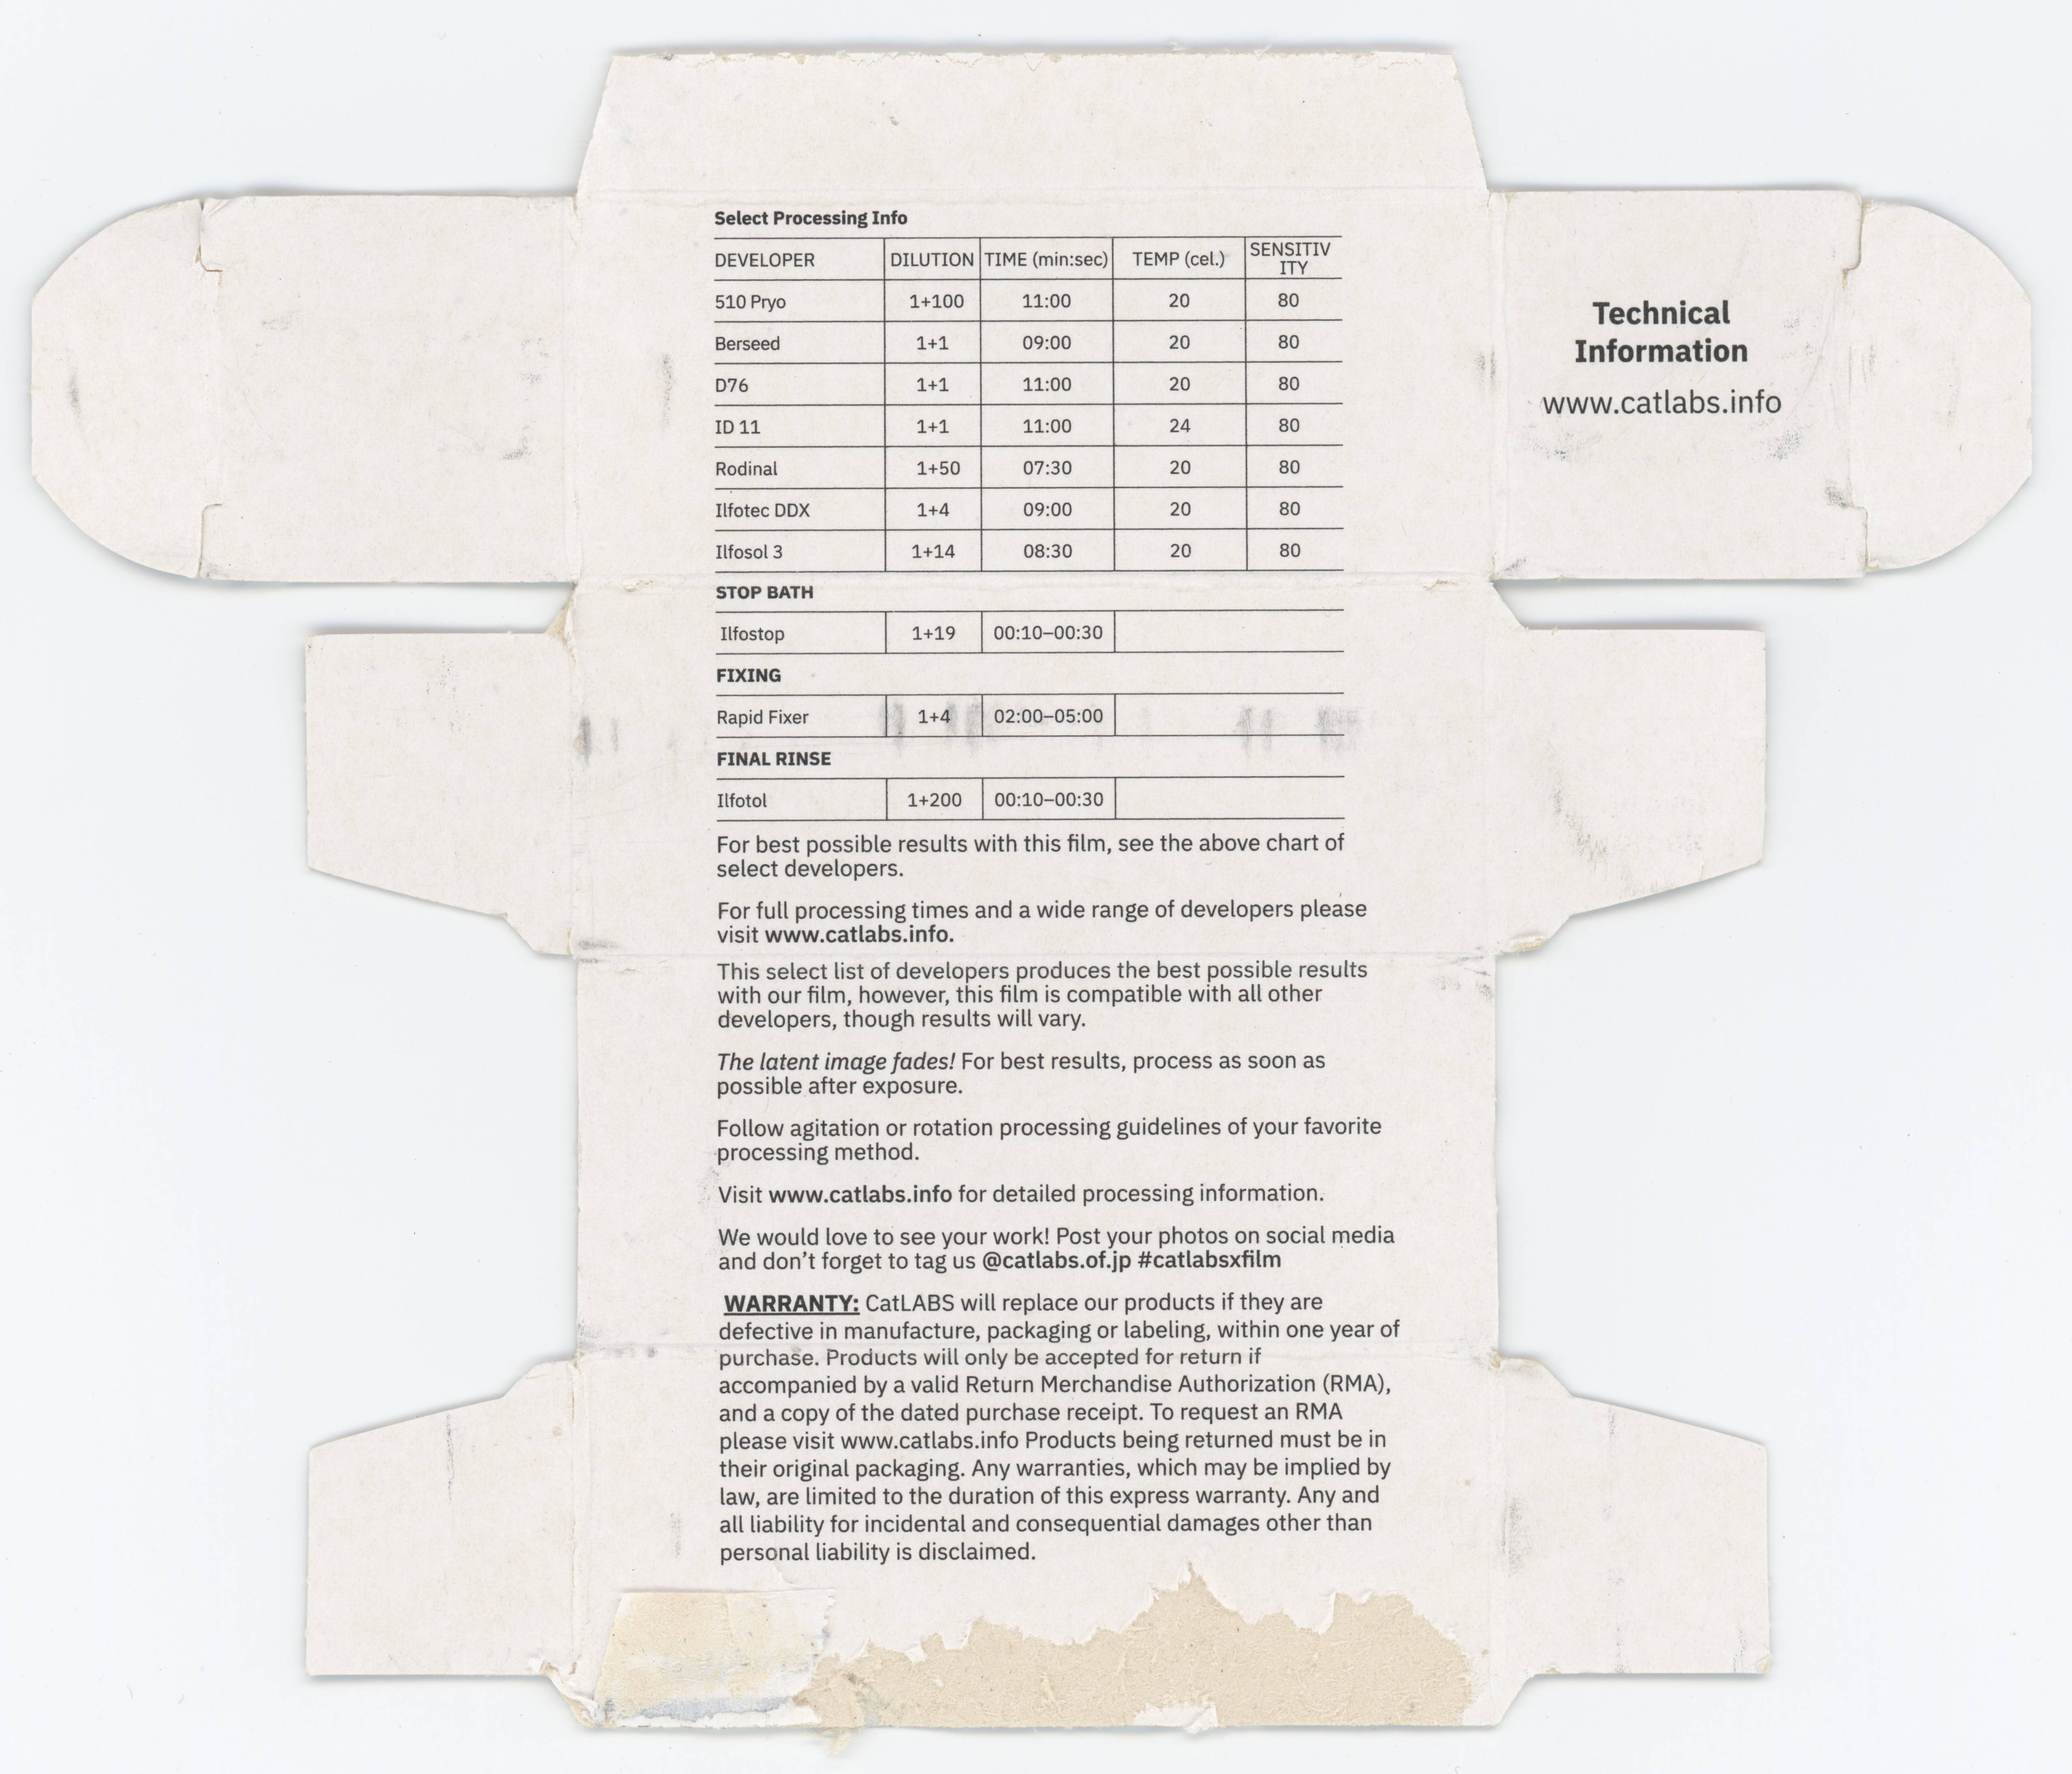 Select Processing Info
DEVELOPER DILUTION TIME (min:sec) TEMP (cel.) SENSITIV
ITY
510 Pryo 1+100 11:00 20 80
Berseed 1+1 09:00 20 80
D76 1+1 11:00 20 80
ID 11 1+1 11:00 24 80
Rodinal 1+50 07:30 20 80
Ilfotec DDX 1+4 09:00 20 80
Ilfosol 3 1+14 08:30 20 80
STOP BATH
Ilfostop 1+19 00:10–00:30
FIXING
Rapid Fixer 1+4 02:00–05:00
FINAL RINSE
Ilfotol 1+200 00:10–00:30
For best possible results with this film, see the above chart of
select developers.
For full processing times and a wide range of developers please
visit www.catlabs.info.
This select list of developers produces the best possible results
with our film, however, this film is compatible with all other
developers, though results will vary.
The latent image fades! For best results, process as soon as
possible after exposure.
Follow agitation or rotation processing guidelines of your favorite
processing method.
Visit www.catlabs.info for detailed processing information.
We would love to see your work! Post your photos on social media
and don’t forget to tag us @catlabs.of.jp #catlabsxfilm
WARRANTY: CatLABS will replace our products if they are
defective in manufacture, packaging or labeling, within one year of
purchase. Products will only be accepted for return if
accompanied by a valid Return Merchandise Authorization (RMA),
and a copy of the dated purchase receipt. To request an RMA
please visit www.catlabs.info Products being returned must be in
their original packaging. Any warranties, which may be implied by
law, are limited to the duration of this express warranty. Any and
all liability for incidental and consequential damages other than
personal liability is disclaimed.
Technical
Information
www.catlabs.info